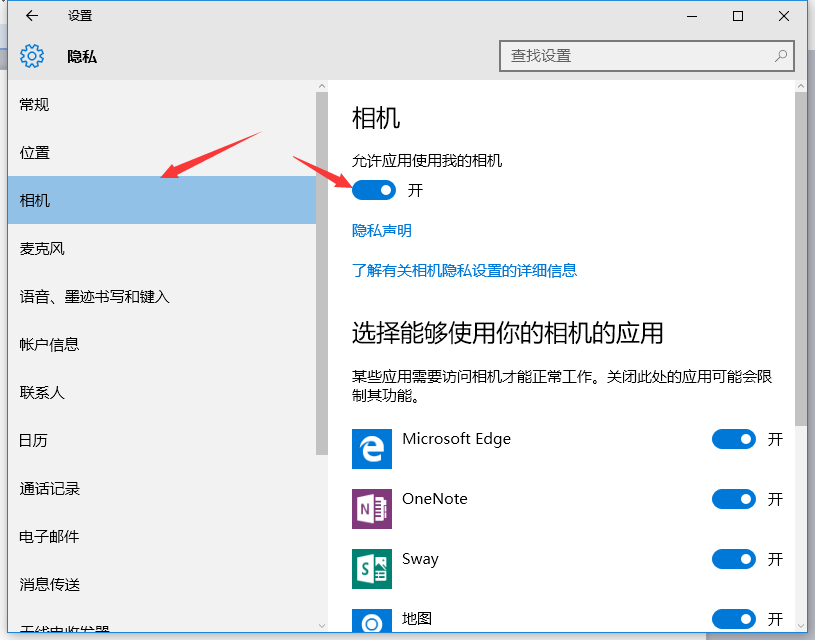 设置
隐私
查找设置
常规
位置
相机
麦克风
语音、墨迹书写和键入
帐户信息
联系人
日历
通话记录
电子邮件
消息传送
无线电收发器
相机
允许应用使用我的相机
开
隐私声明
了解有关相机隐私设置的详细信息
选择能够使用你的相机的应用
某些应用需要访问相机才能正常工作。关闭此处的应用可能会限
制其功能。
Microsoft Edge 开
OneNote 开
Sway 开
地图 开